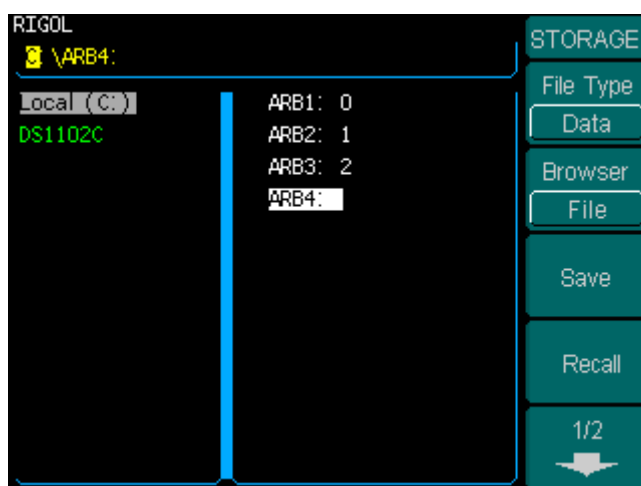 RIGOL
C \ARB4:
Local (C:)
DS1102C
ARB1: 0
ARB2: 1
ARB3: 2
ARB4:
STORAGE
File Type
Data
Browser
File
Save
Recall
1/2